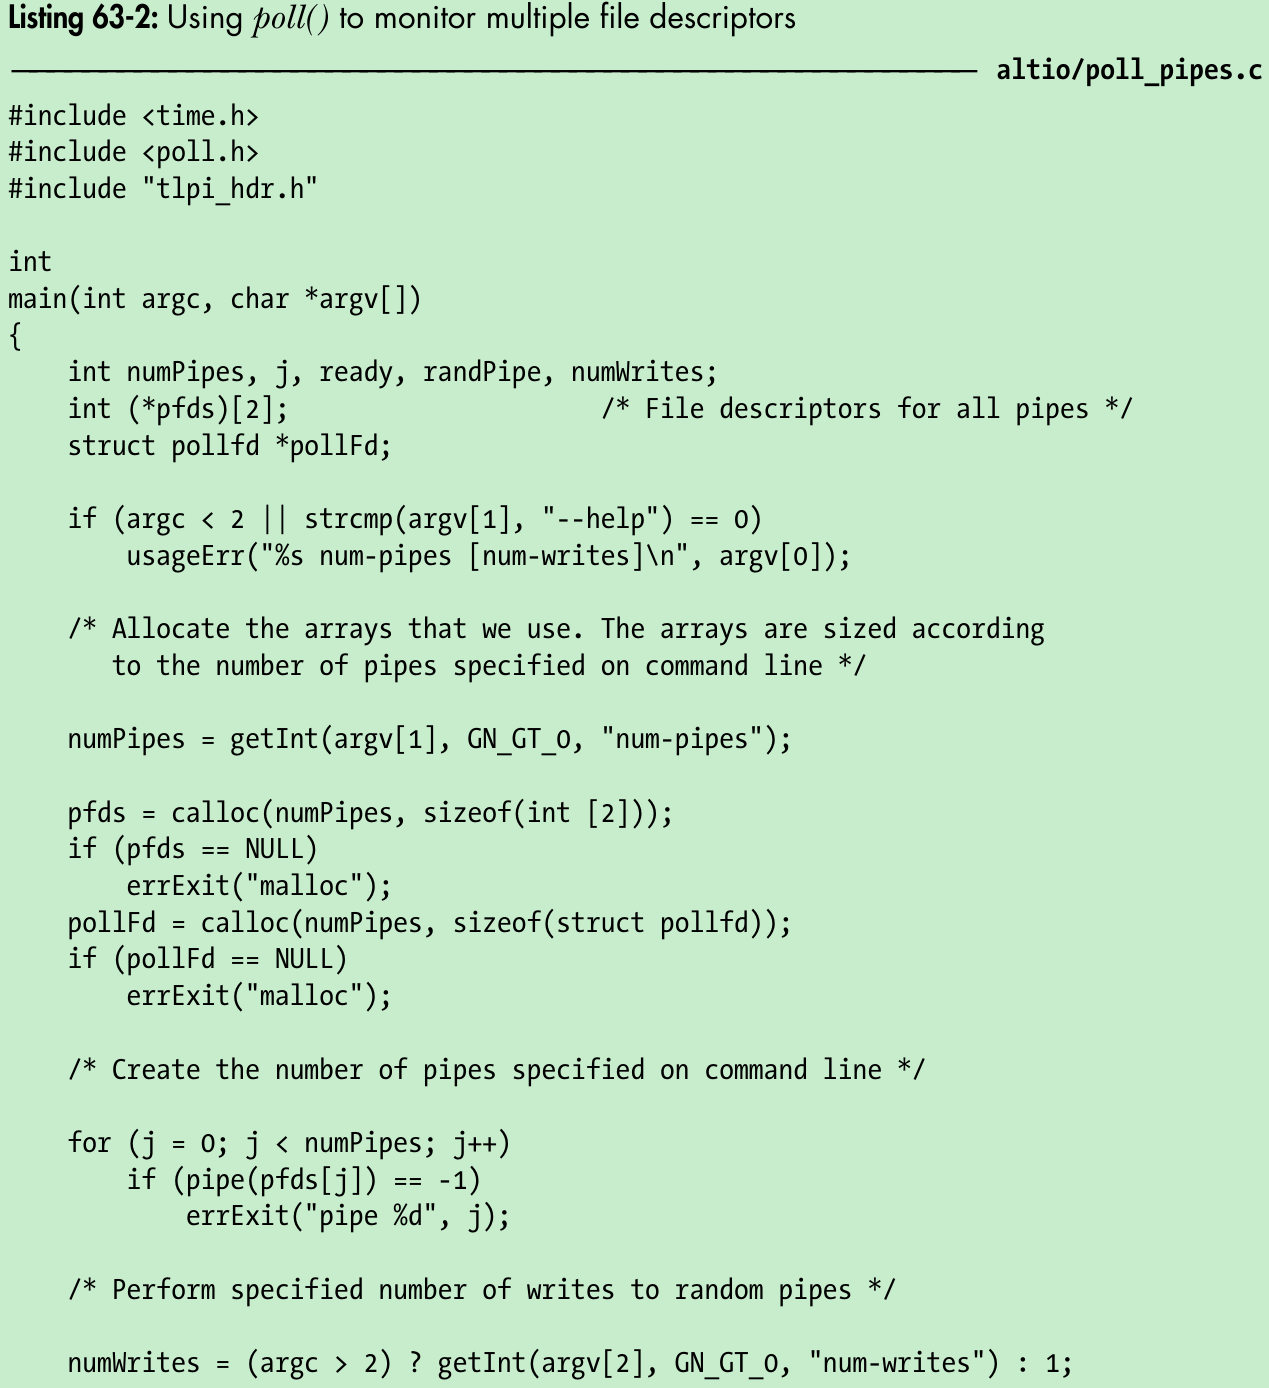 Listing 63-2: Using poll() to monitor multiple file descriptors
altio/poll_pipes.c
#include <time.h>
#include <poll.h>
#include "tlpi_hdr.h"
int
main(int argc, char *argv[])
{
    int numPipes, j, ready, randPipe, numWrites;
    int (*pfds)[2];                     /* File descriptors for all pipes */
    struct pollfd *pollFd;
    if (argc < 2 || strcmp(argv[1], "--help") == 0)
        usageErr("%s num-pipes [num-writes]\n", argv[0]);
    /* Allocate the arrays that we use. The arrays are sized according
       to the number of pipes specified on command line */
    numPipes = getInt(argv[1], GN_GT_0, "num-pipes");
    pfds = calloc(numPipes, sizeof(int [2]));
    if (pfds == NULL)
        errExit("malloc");
    pollFd = calloc(numPipes, sizeof(struct pollfd));
    if (pollFd == NULL)
        errExit("malloc");
    /* Create the number of pipes specified on command line */
    for (j = 0; j < numPipes; j++)
        if (pipe(pfds[j]) == -1)
            errExit("pipe %d", j);
    /* Perform specified number of writes to random pipes */
    numWrites = (argc > 2) ? getInt(argv[2], GN_GT_0, "num-writes") : 1;